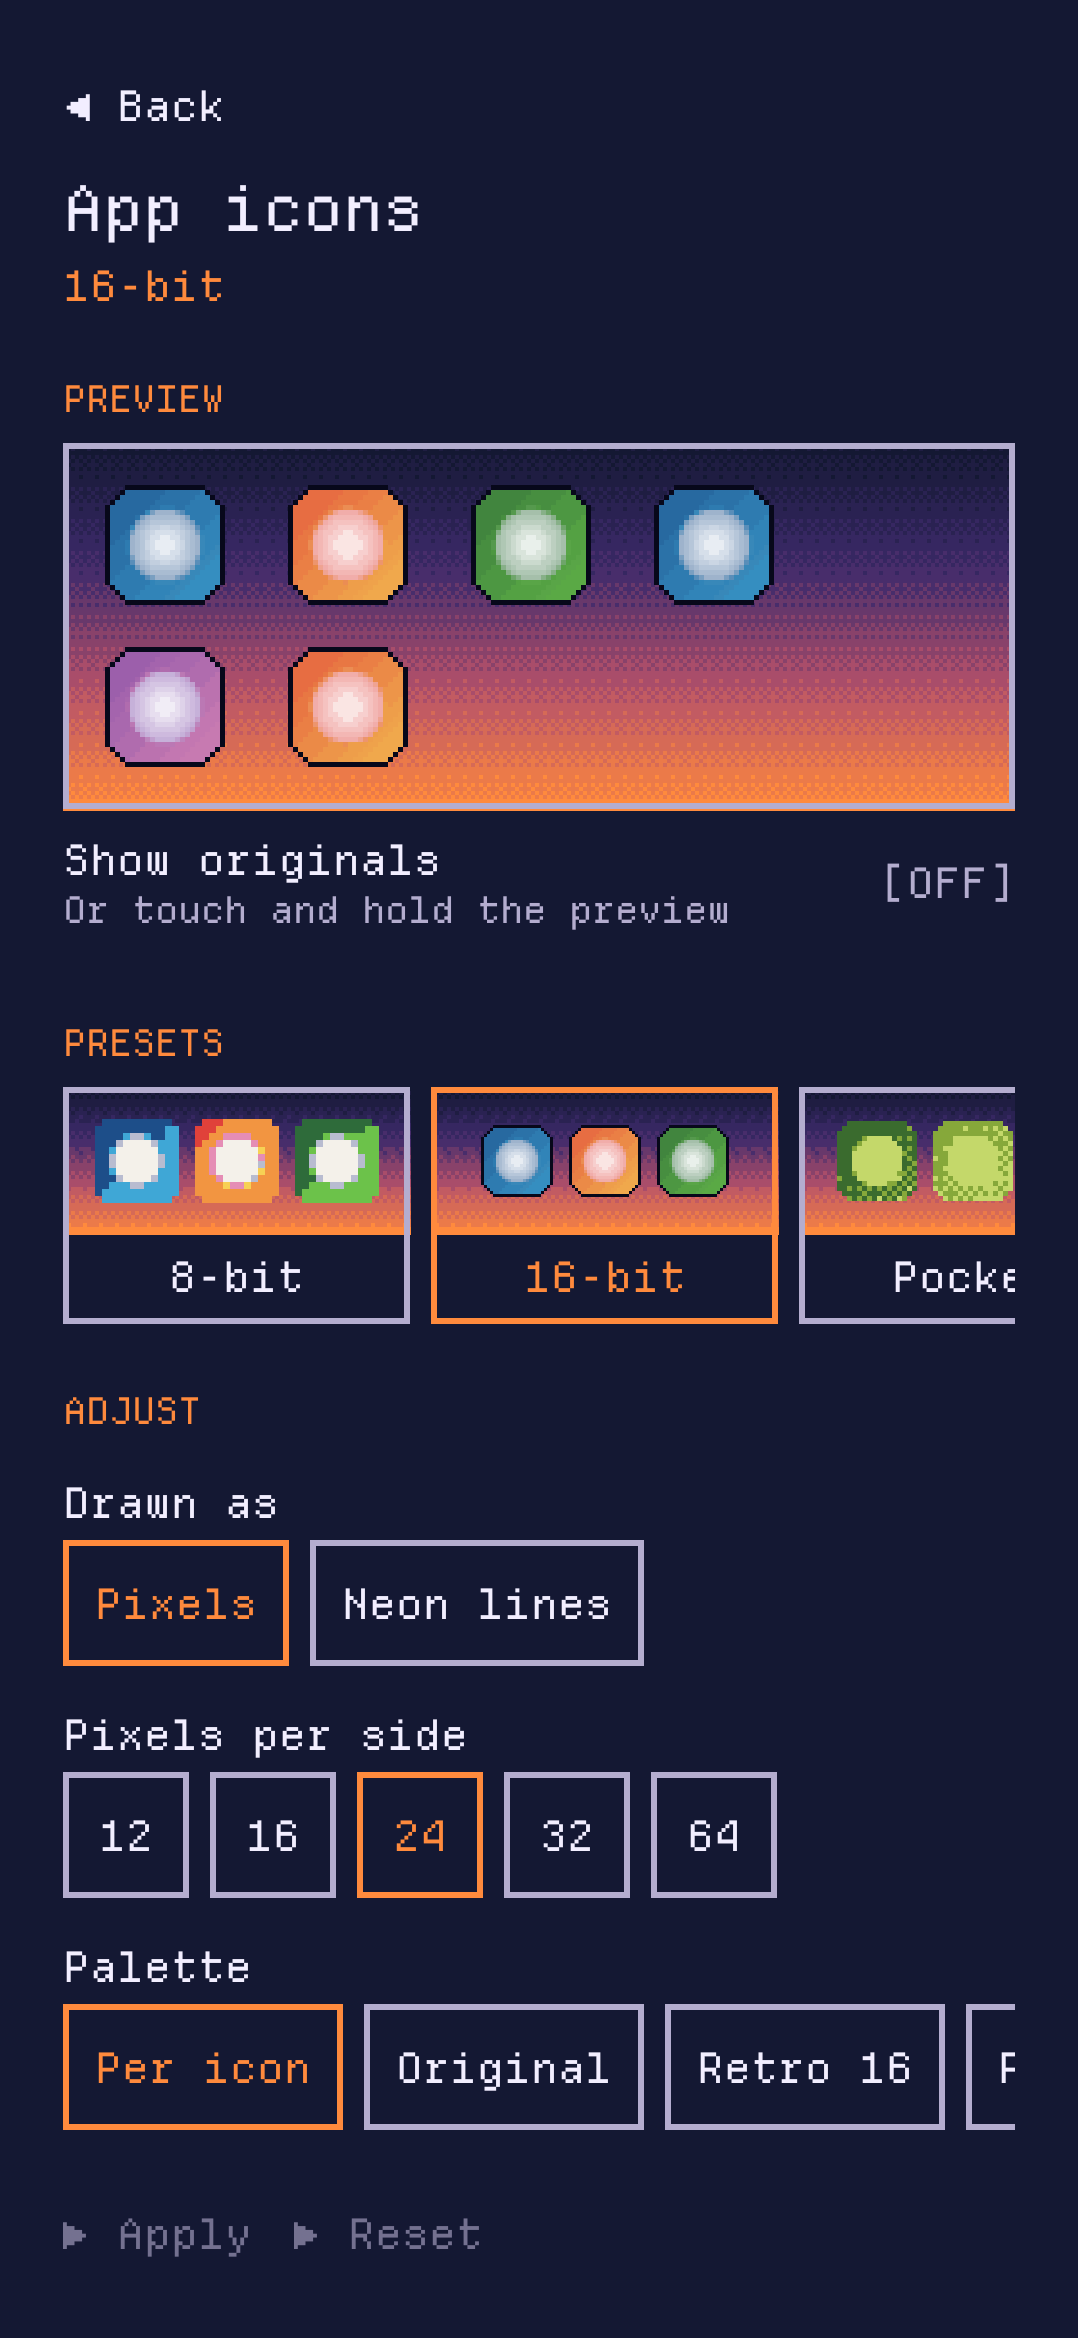 Back
App icons
16-bit
PREVIEW
Show originals
Or touch and hold the preview
[OFF]
PRESETS
8-bit
16-bit
ADJUST
Drawn as
Pixels
Neon lines
Pixels per side
12
16
24
32
64
Palette
Per icon
Original
Retro 16
Apply
Reset